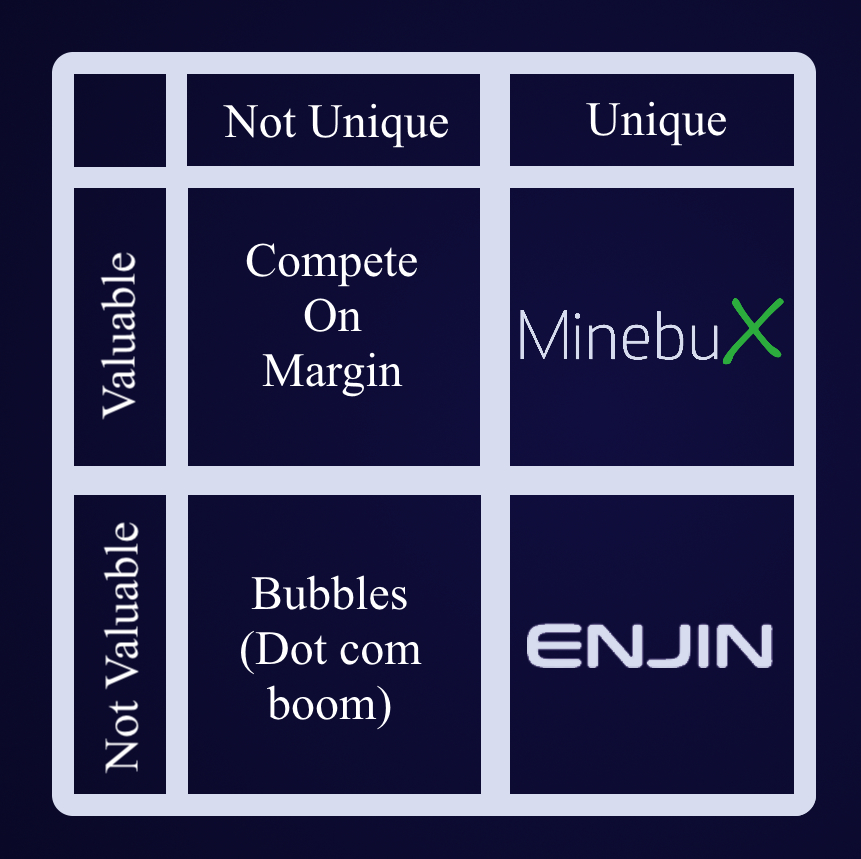 Not Unique
Unique
Valuable
Compete
On
Margin
MinebuX
Not Valuable
Bubbles
(Dot com
boom)
ENJIN